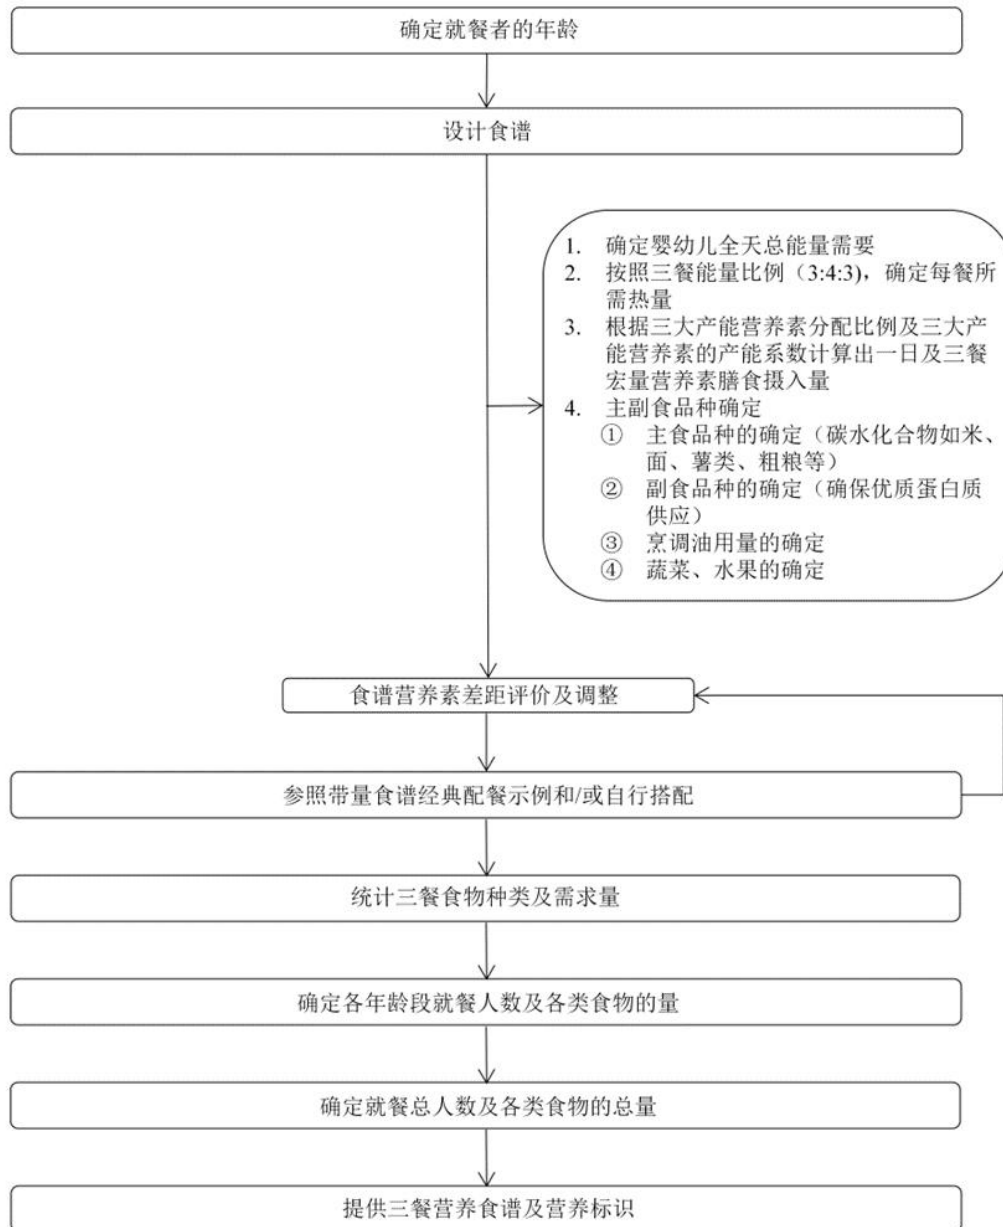 确定就餐者的年龄
设计食谱
1. 确定婴幼儿全天总能量需要
2. 按照三餐能量比例（3:4:3)，确定每餐所
需热量
3. 根据三大产能营养素分配比例及三大产
能营养素的产能系数计算出一日及三餐
宏量营养素膳食摄入量
4. 主副食品种确定
① 主食品种的确定（碳水化合物如米、
面、薯类、粗粮等）
② 副食品种的确定（确保优质蛋白质
供应）
③ 烹调油用量的确定
④ 蔬菜、水果的确定
食谱营养素差距评价及调整
参照带量食谱经典配餐示例和/或自行搭配
统计三餐食物种类及需求量
确定各年龄段就餐人数及各类食物的量
确定就餐总人数及各类食物的总量
提供三餐营养食谱及营养标识